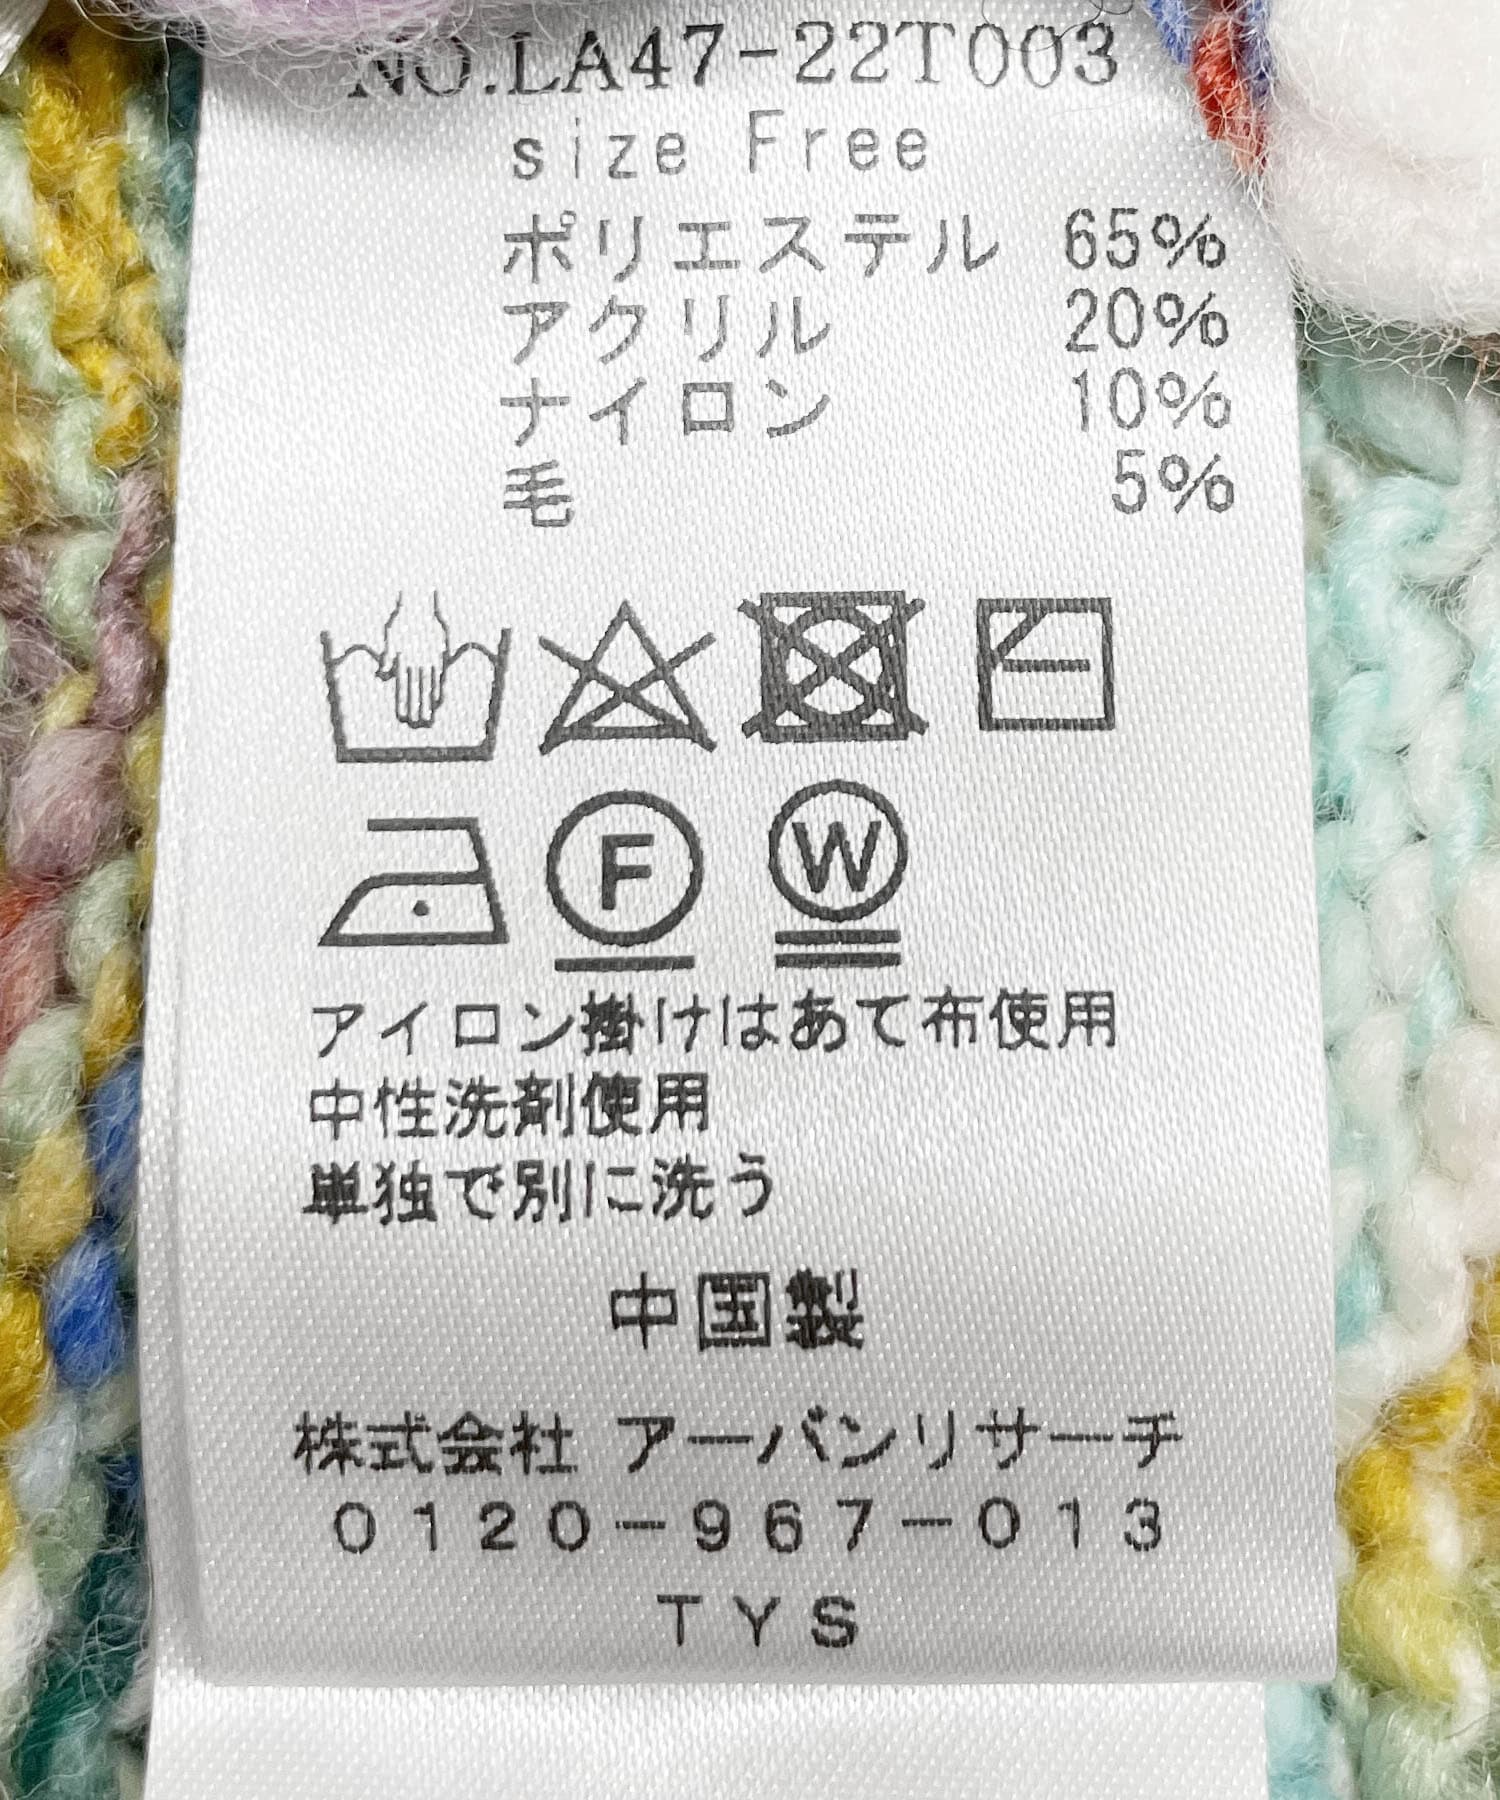 NO.LA47-22T003
size Free
ポリエステル 65%
アクリル 20%
ナイロン 10%
毛 5%
F W
アイロン掛けはあて布使用
中性洗剤使用
単独で別に洗う
中国製
株式会社 アーバンリサーチ
0120-967-013
TYS